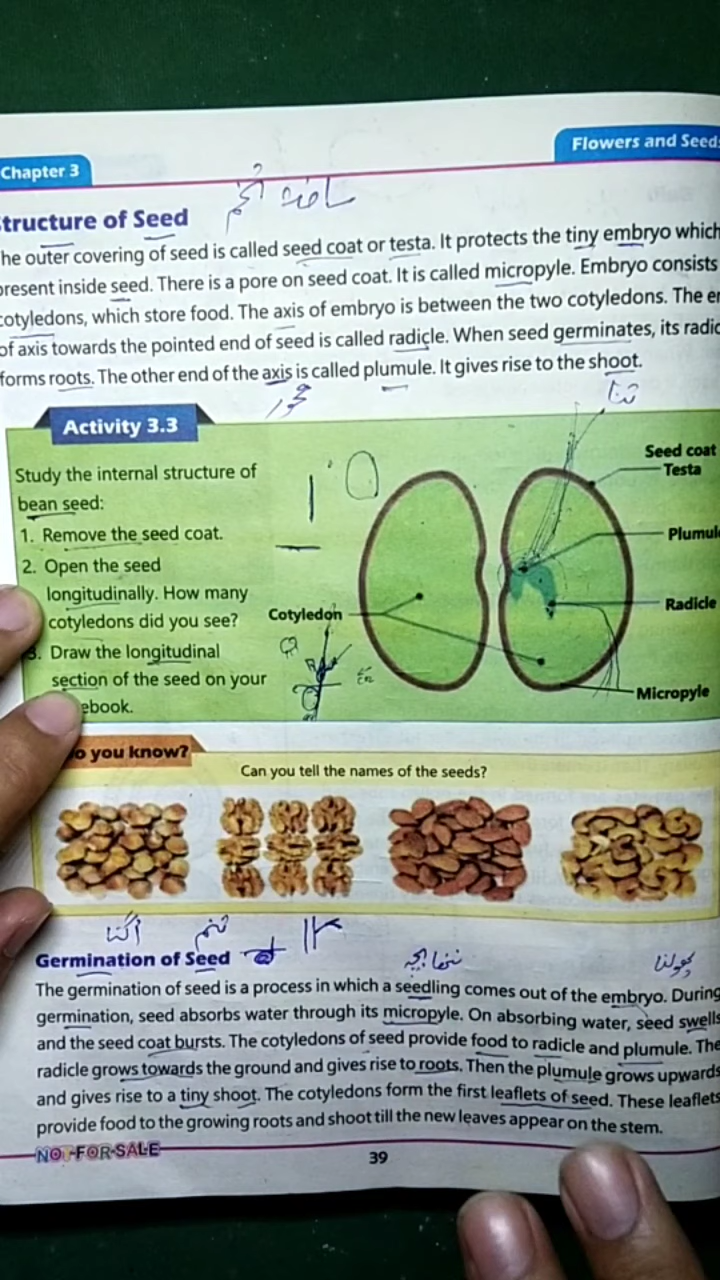 Chapter 3
Flowers and Seed
ساخت
tructure of Seed
he outer covering of seed is called seed coat or testa. It protects the tiny embryo which
present inside seed. There is a pore on seed coat. It is called micropyle. Embryo consists
cotyledons, which store food. The axis of embryo is between the two cotyledons. The e
of axis towards the pointed end of seed is called radicle. When seed germinates, its radic
forms roots. The other end of the axis is called plumule. It gives rise to the shoot.
محور
تنا
Activity 3.3
Study the internal structure of
bean seed:
1. Remove the seed coat.
2. Open the seed
longitudinally. How many
cotyledons did you see?
3. Draw the longitudinal
section of the seed on your
ebook.
Seed coat
Testa
Plumul
Radicle
Cotyledon
Micropyle
o you know?
Can you tell the names of the seeds?
اگنا
تخم
Germination of Seed
ننھا بچہ
پھولنا
The germination of seed is a process in which a seedling comes out of the embryo. During
germination, seed absorbs water through its micropyle. On absorbing water, seed swells
and the seed coat bursts. The cotyledons of seed provide food to radicle and plumule. The
radicle grows towards the ground and gives rise to roots. Then the plumule grows upwards
and gives rise to a tiny shoot. The cotyledons form the first leaflets of seed. These leaflets
provide food to the growing roots and shoot till the new leaves appear on the stem.
NOT-FOR-SALE
39